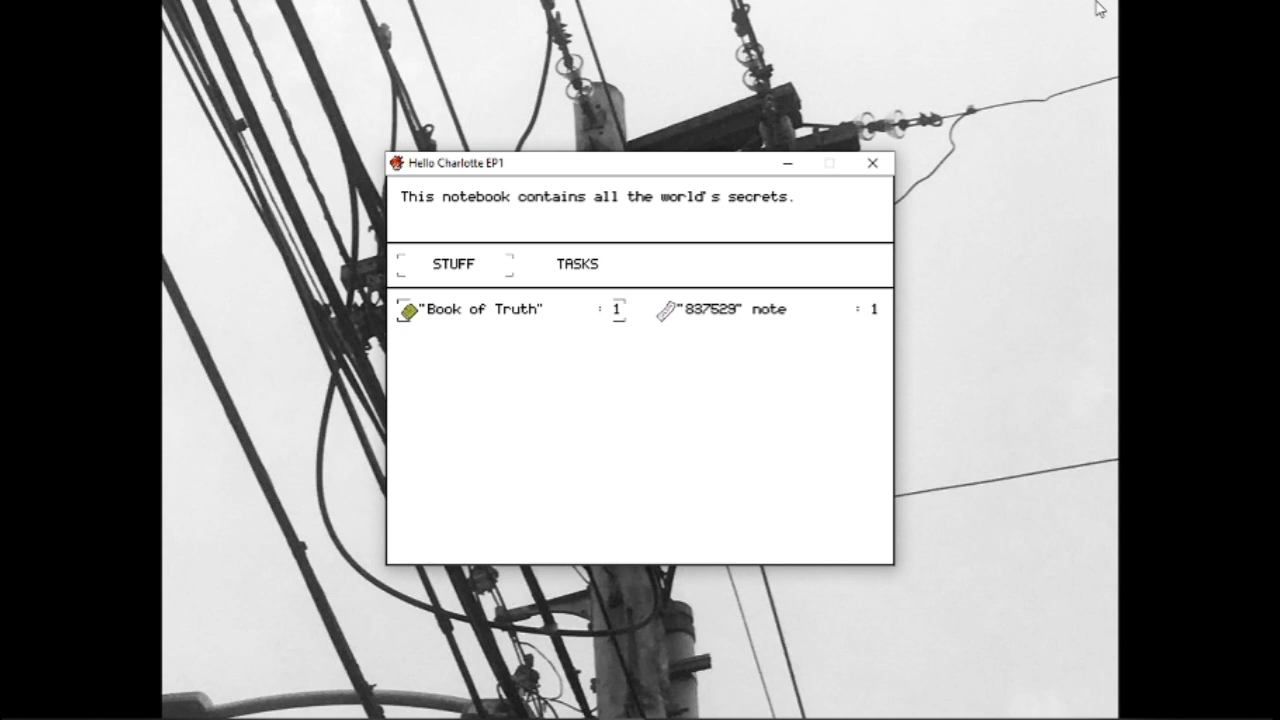 Hello Charlotte EP1
This notebook contains all the world's secrets.
STUFF TASKS
"Book of Truth" : 1 "837529" note : 1